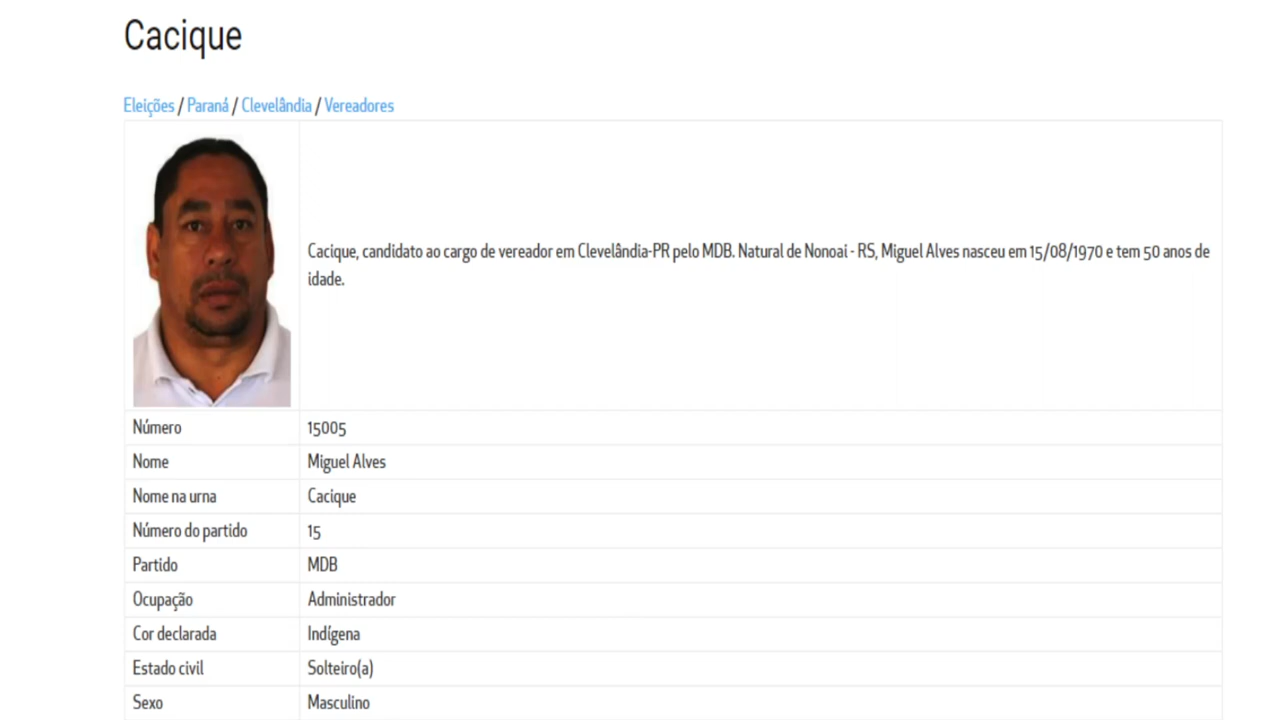 Cacique
Eleições / Paraná / Clevelândia / Vereadores
Cacique, candidato ao cargo de vereador em Clevelândia-PR pelo MDB. Natural de Nonoai - RS, Miguel Alves nasceu em 15/08/1970 e tem 50 anos de
idade.
Número 15005
Nome Miguel Alves
Nome na urna Cacique
Número do partido 15
Partido MDB
Ocupação Administrador
Cor declarada Indígena
Estado civil Solteiro(a)
Sexo Masculino